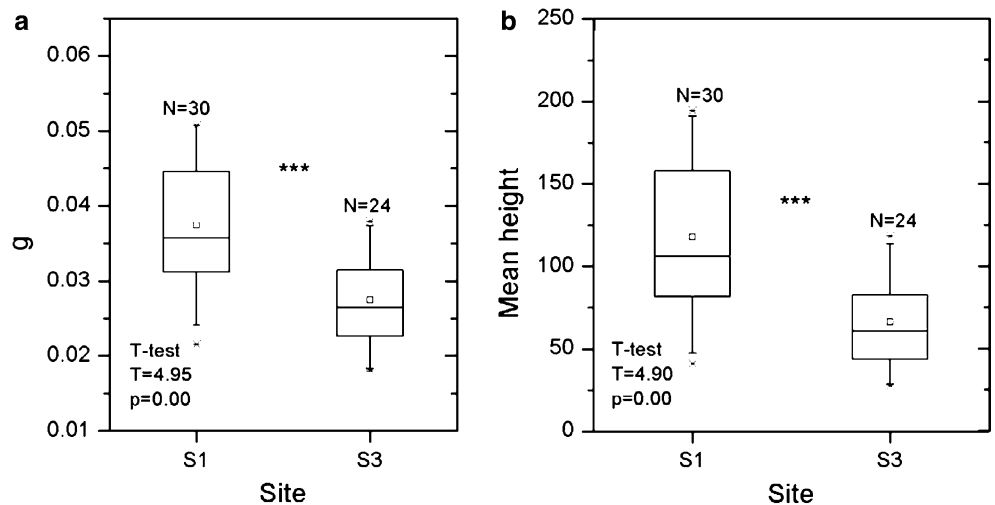 a
0.06
0.05
0.04
0.03
0.02
0.01
g
N=30
***
N=24
T-test
T=4.95
p=0.00
S1
S3
Site
b
250
200
150
100
50
0
Mean height
N=30
***
N=24
T-test
T=4.90
p=0.00
S1
S3
Site